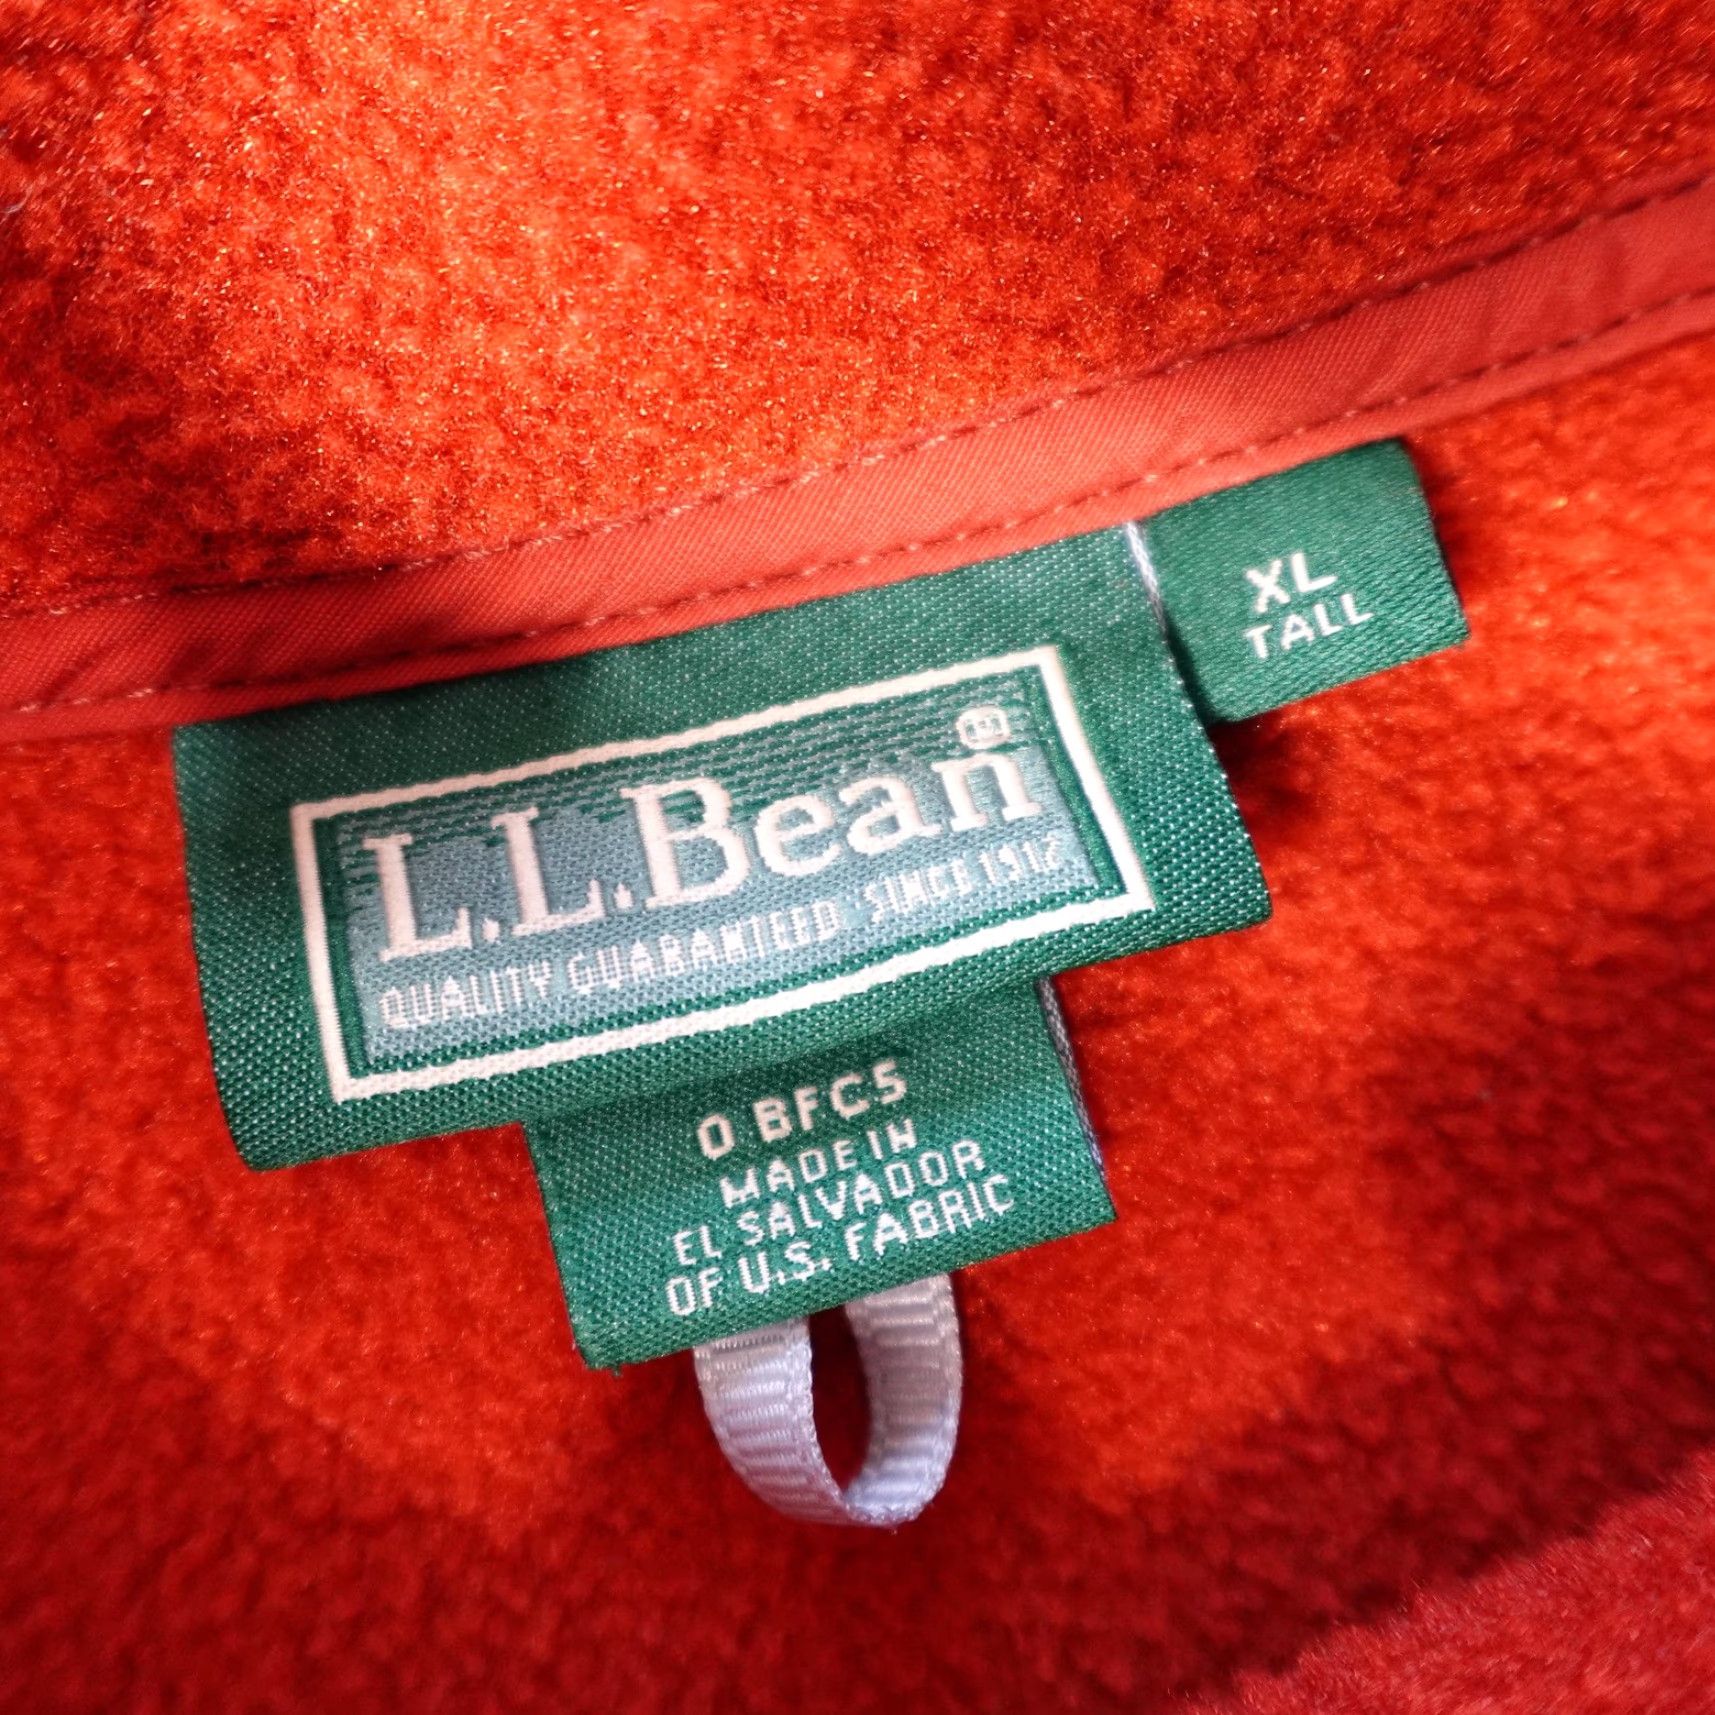 XL
TALL
L.L.Bean®
QUALITY GUARANTEED SINCE 1912
0 BFC5
MADE IN
EL SALVADOR
OF U.S. FABRIC